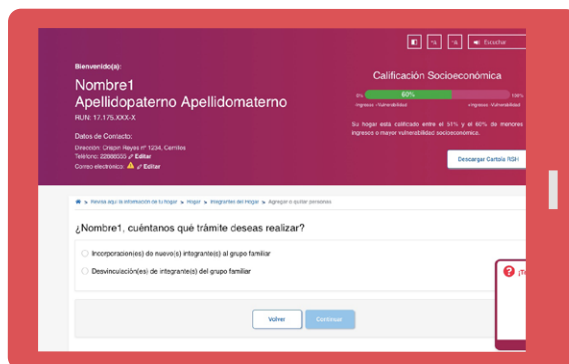 Escuchar
Bienvenido(a):
Nombre1
Apellidopaterno Apellidomaterno
RUN: 17.175.XXX-X
Datos de Contacto:
Dirección: Crispin Reyes nº 1234, Cerrillos
Teléfono: 22888555 Editar
Correo electrónico: Editar
Calificación Socioeconómica
0% 60% 100%
-Ingresos +Vulnerabilidad +Ingresos -Vulnerabilidad
Su hogar está calificado entre el 51% y el 60% de menores
ingresos o mayor vulnerabilidad socioeconómica.
Descargar Cartola RSH
Revisa aquí la información de tu hogar > Hogar > Integrantes del Hogar > Agregar o quitar personas
¿Nombre1, cuéntanos qué trámite deseas realizar?
Incorporación(es) de nuevo(s) integrante(s) al grupo familiar
Desvinculación(es) de integrante(s) del grupo familiar
Volver Continuar